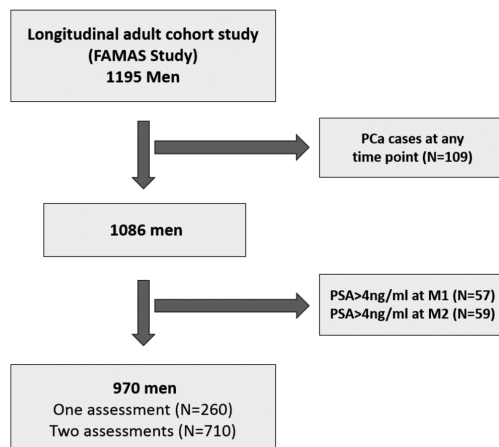 Longitudinal adult cohort study
(FAMAS Study)
1195 Men
PCa cases at any
time point (N=109)
1086 men
PSA>4ng/ml at M1 (N=57)
PSA>4ng/ml at M2 (N=59)
970 men
One assessment (N=260)
Two assessments (N=710)